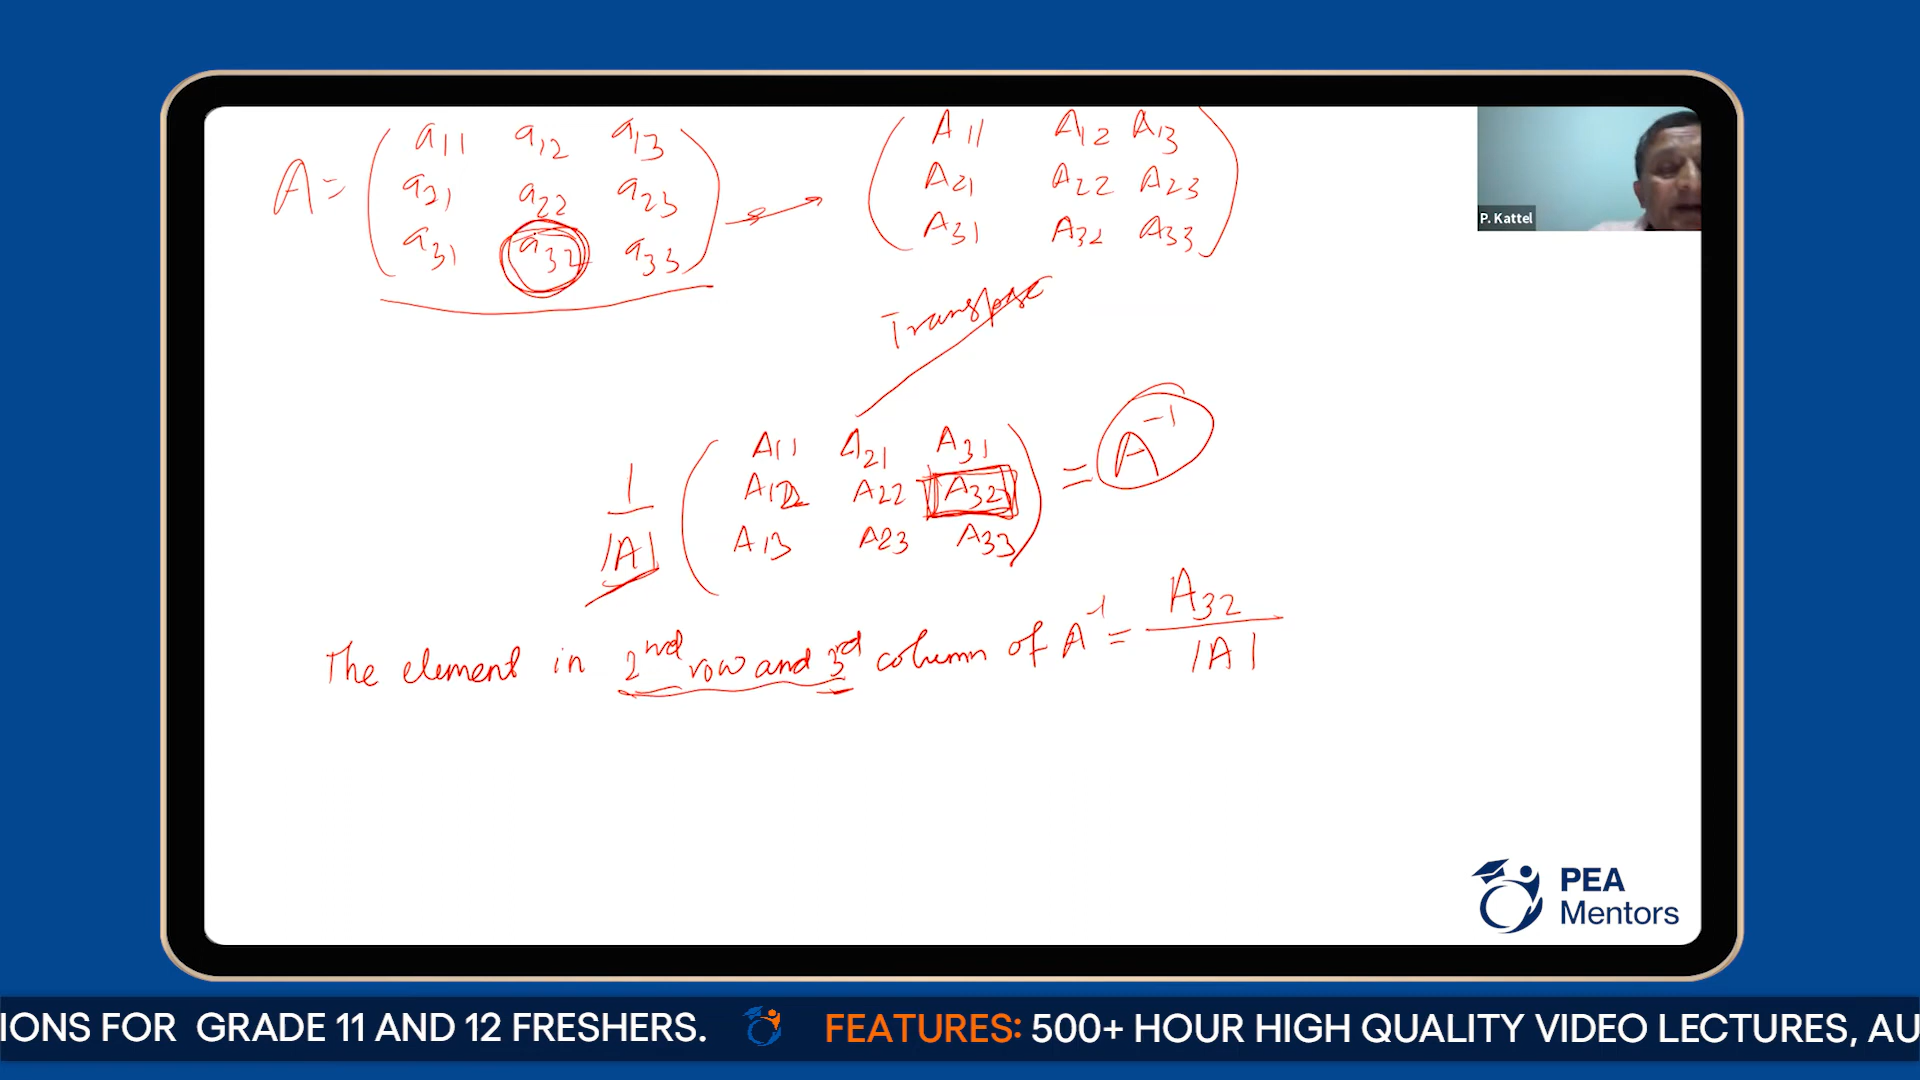 a11 a12 a13
A = a21 a22 a23
a31 a32 a33
A11 A12 A13
A21 A22 A23
A31 A32 A33
P. Kattel
Transpose
1/|A| A11 A21 A31
A12 A22 A32
A13 A23 A33
= A⁻¹
The element in 2nd row and 3rd column of A⁻¹ = A32/|A|
PEA
Mentors
IONS FOR GRADE 11 AND 12 FRESHERS. FEATURES: 500+ HOUR HIGH QUALITY VIDEO LECTURES, AU